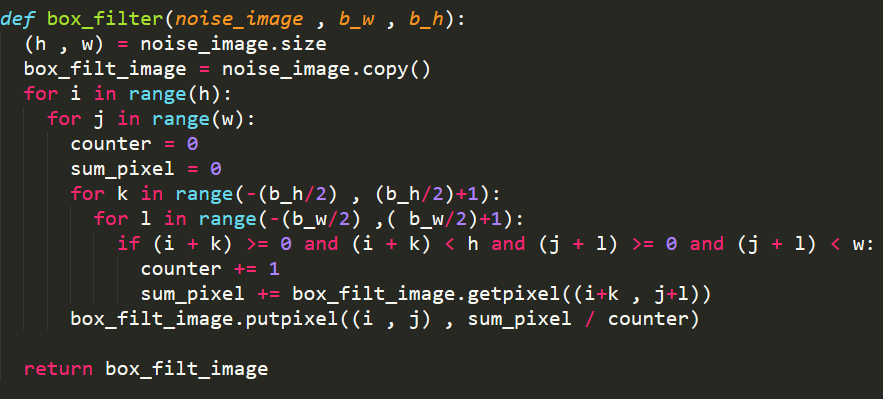 def box_filter(noise_image , b_w , b_h):
  (h , w) = noise_image.size
  box_filt_image = noise_image.copy()
  for i in range(h):
    for j in range(w):
      counter = 0
      sum_pixel = 0
      for k in range(-(b_h/2) , (b_h/2)+1):
        for l in range(-(b_w/2) ,( b_w/2)+1):
          if (i + k) >= 0 and (i + k) < h and (j + l) >= 0 and (j + l) < w:
            counter += 1
            sum_pixel += box_filt_image.getpixel((i+k , j+l))
      box_filt_image.putpixel((i , j) , sum_pixel / counter)
  return box_filt_image